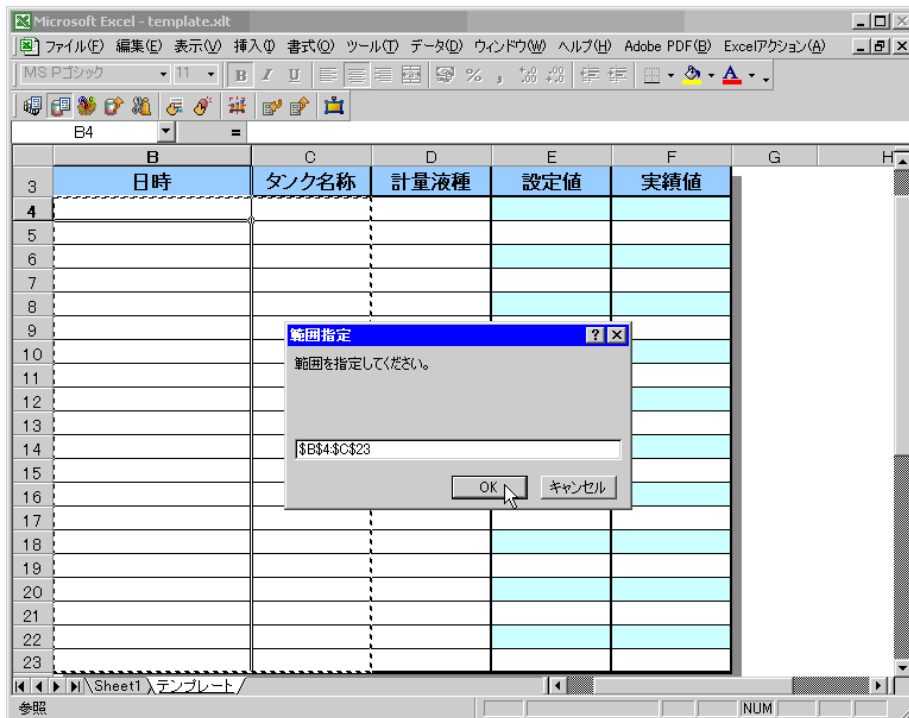 Microsoft Excel - template.xlt
ファイル(F) 編集(E) 表示(V) 挿入(I) 書式(O) ツール(T) データ(D) ウィンドウ(W) ヘルプ(H) Adobe PDF(B) Excelアクション(A)
MS Pゴシック 11 B I U % ,
B4 =
B C D E F G H
3 日時 タンク名称 計量液種 設定値 実績値
4
5
6
7
8
9
範囲指定
範囲を指定してください。
10
11
12
13
14 $B$4:$C$23
15
16 OK キャンセル
17
18
19
20
21
22
23
Sheet1 テンプレート
参照 NUM